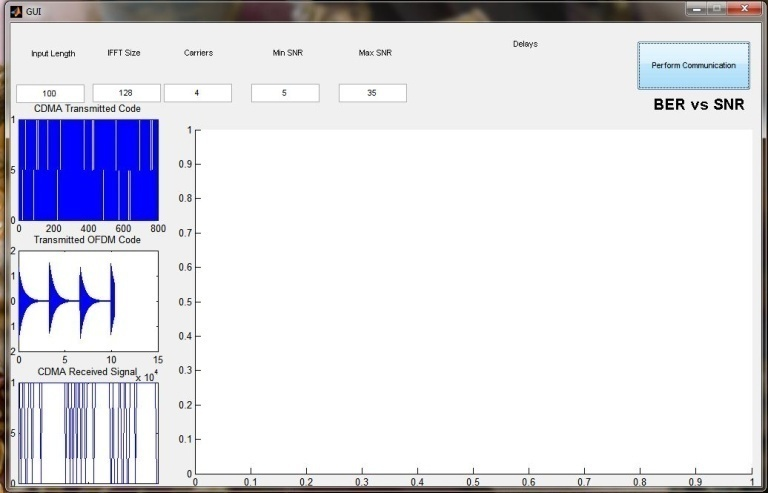 GUI
Input Length IFFT Size Carriers Min SNR Max SNR Delays
100 128 4 5 35
Perform Communication
BER vs SNR
CDMA Transmitted Code
1
5
0
0 200 400 600 800
Transmitted OFDM Code
2
1
0
1
2
0 5 10 15
x 10^4
CDMA Received Signal
1
5
0
1
0.9
0.8
0.7
0.6
0.5
0.4
0.3
0.2
0.1
0
0 0.1 0.2 0.3 0.4 0.5 0.6 0.7 0.8 0.9 1